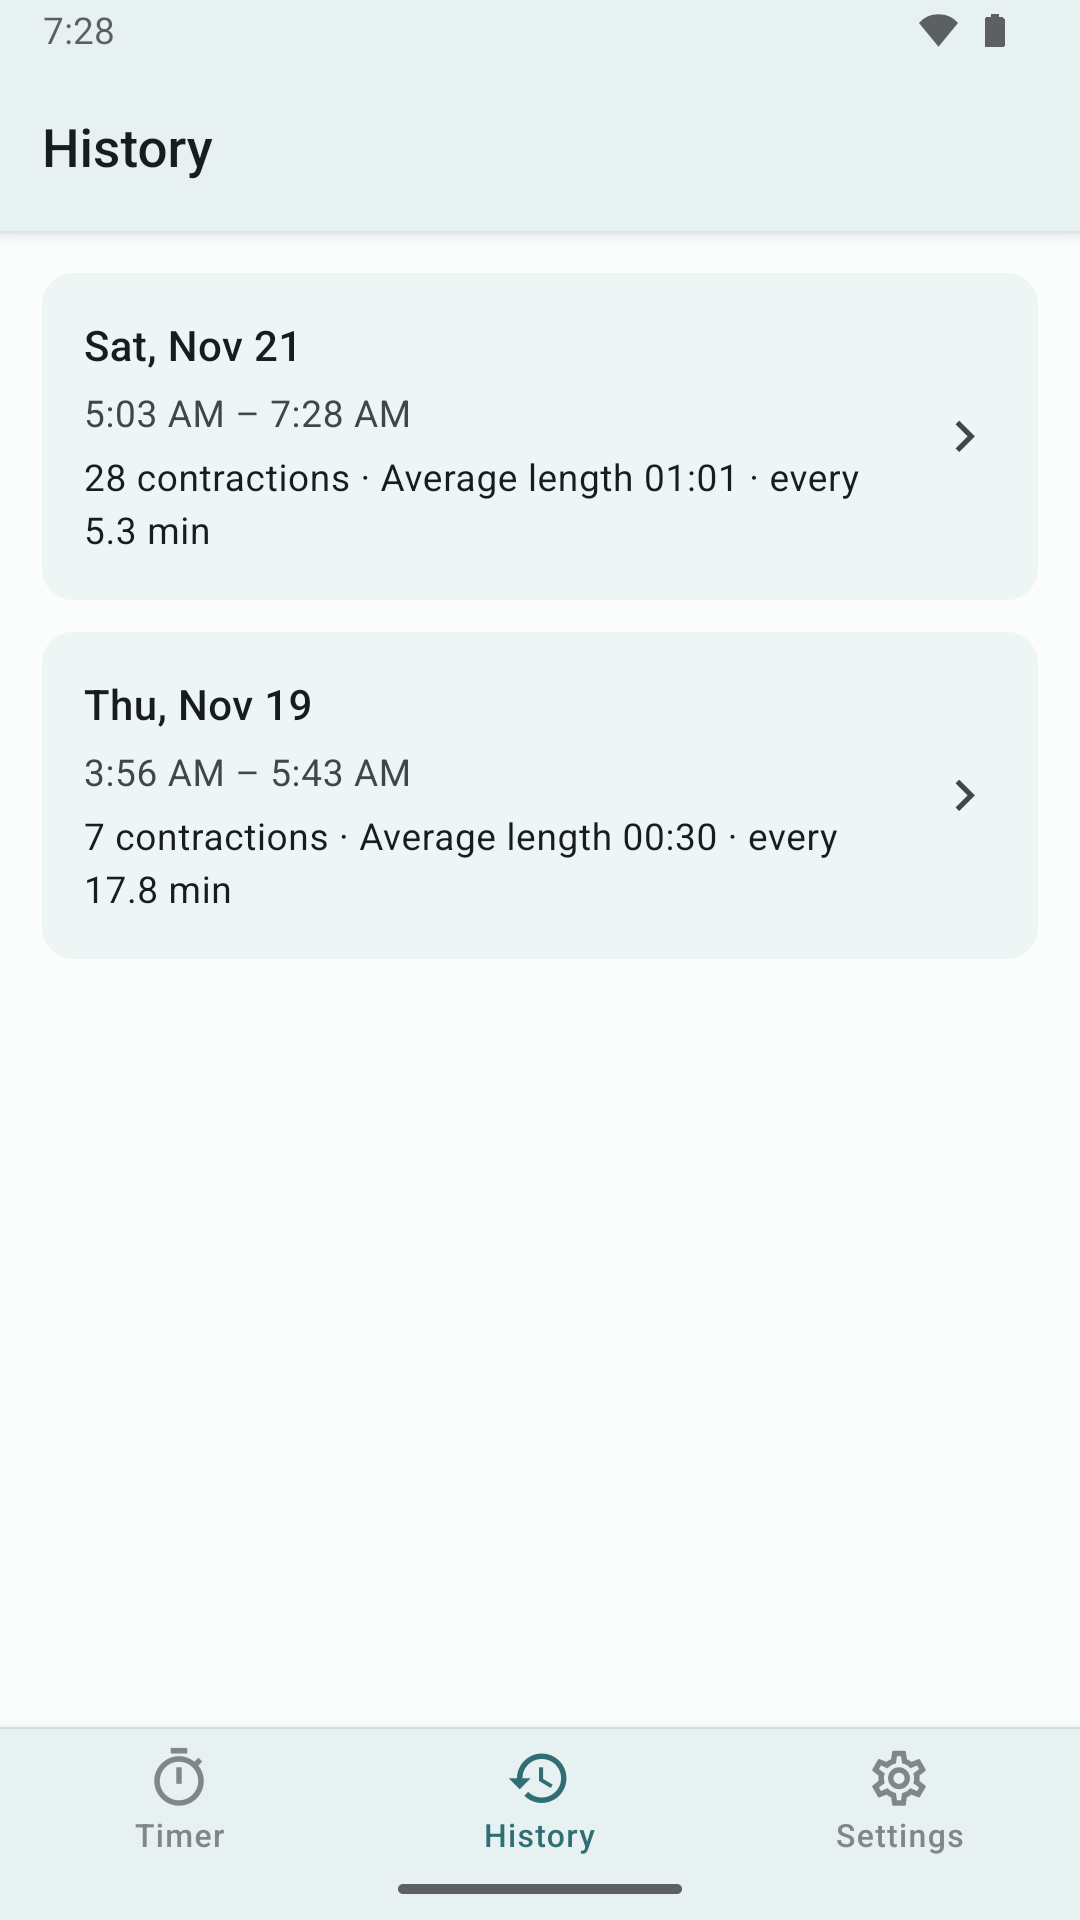 7:28
History
Sat, Nov 21
5:03 AM – 7:28 AM
28 contractions · Average length 01:01 · every
5.3 min
Thu, Nov 19
3:56 AM – 5:43 AM
7 contractions · Average length 00:30 · every
17.8 min
Timer
History
Settings